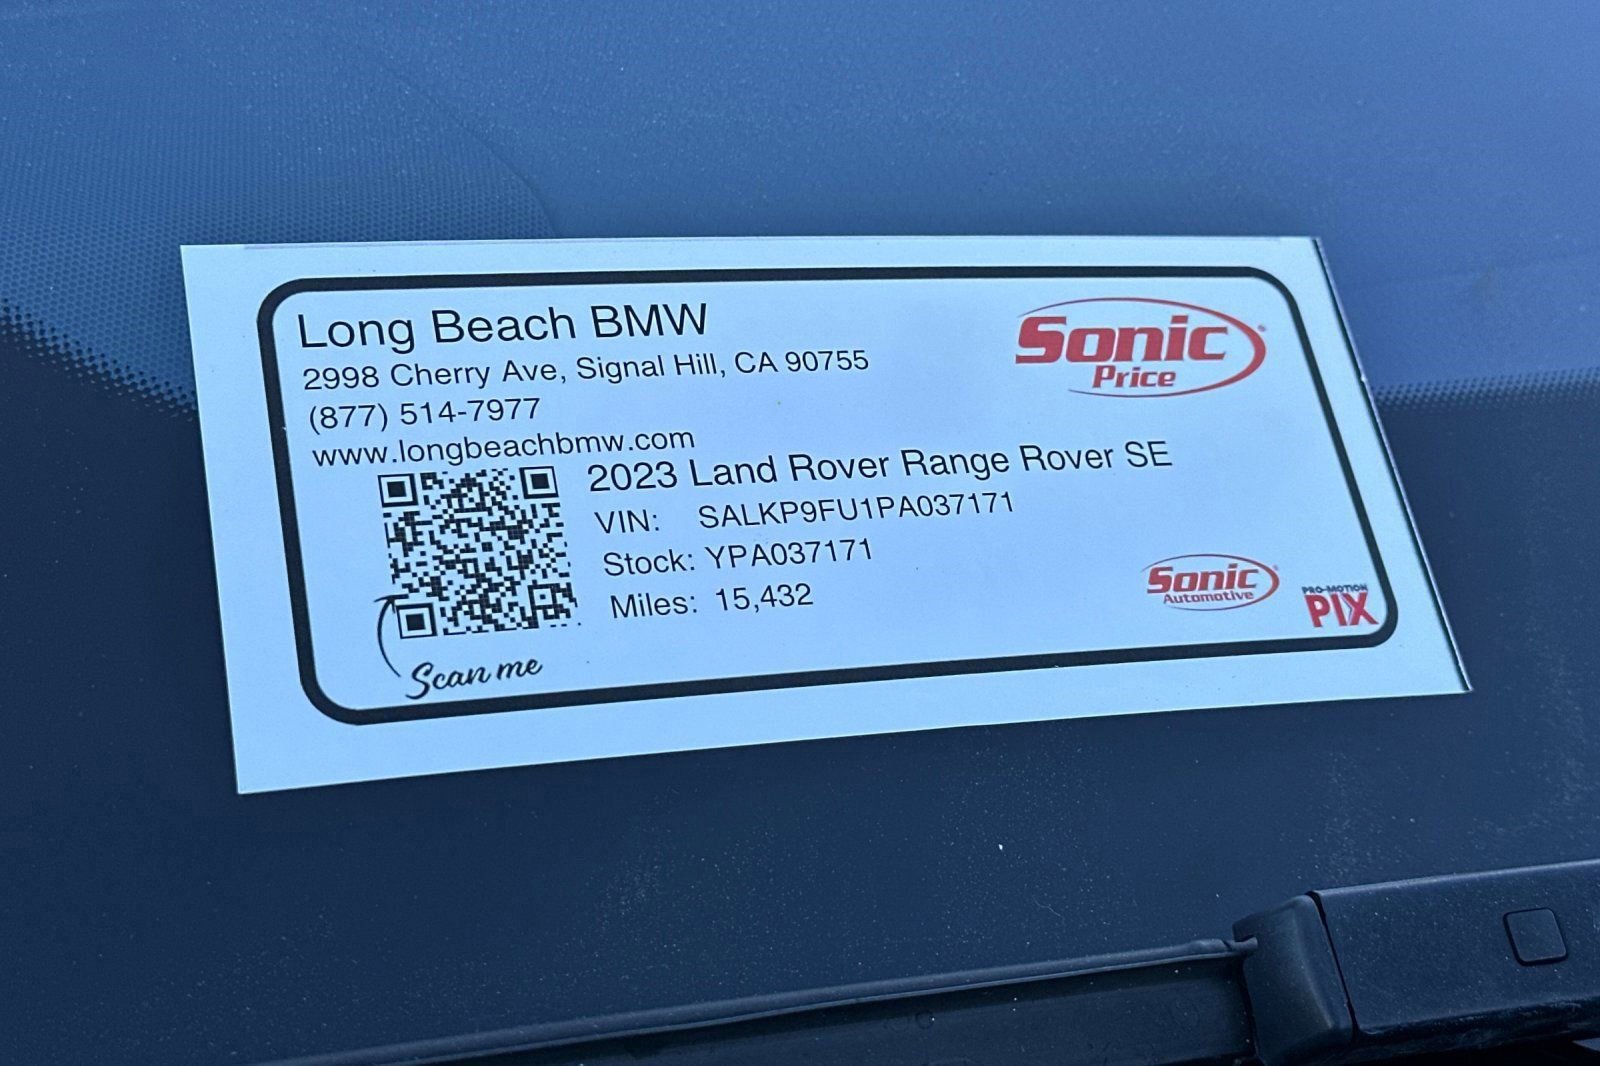 Long Beach BMW
2998 Cherry Ave, Signal Hill, CA 90755
(877) 514-7977
www.longbeachbmw.com
Sonic
Price
2023 Land Rover Range Rover SE
VIN: SALKP9FU1PA037171
Stock: YPA037171
Miles: 15,432
Scan me
Sonic
Automotive
PRO-MOTION
PIX